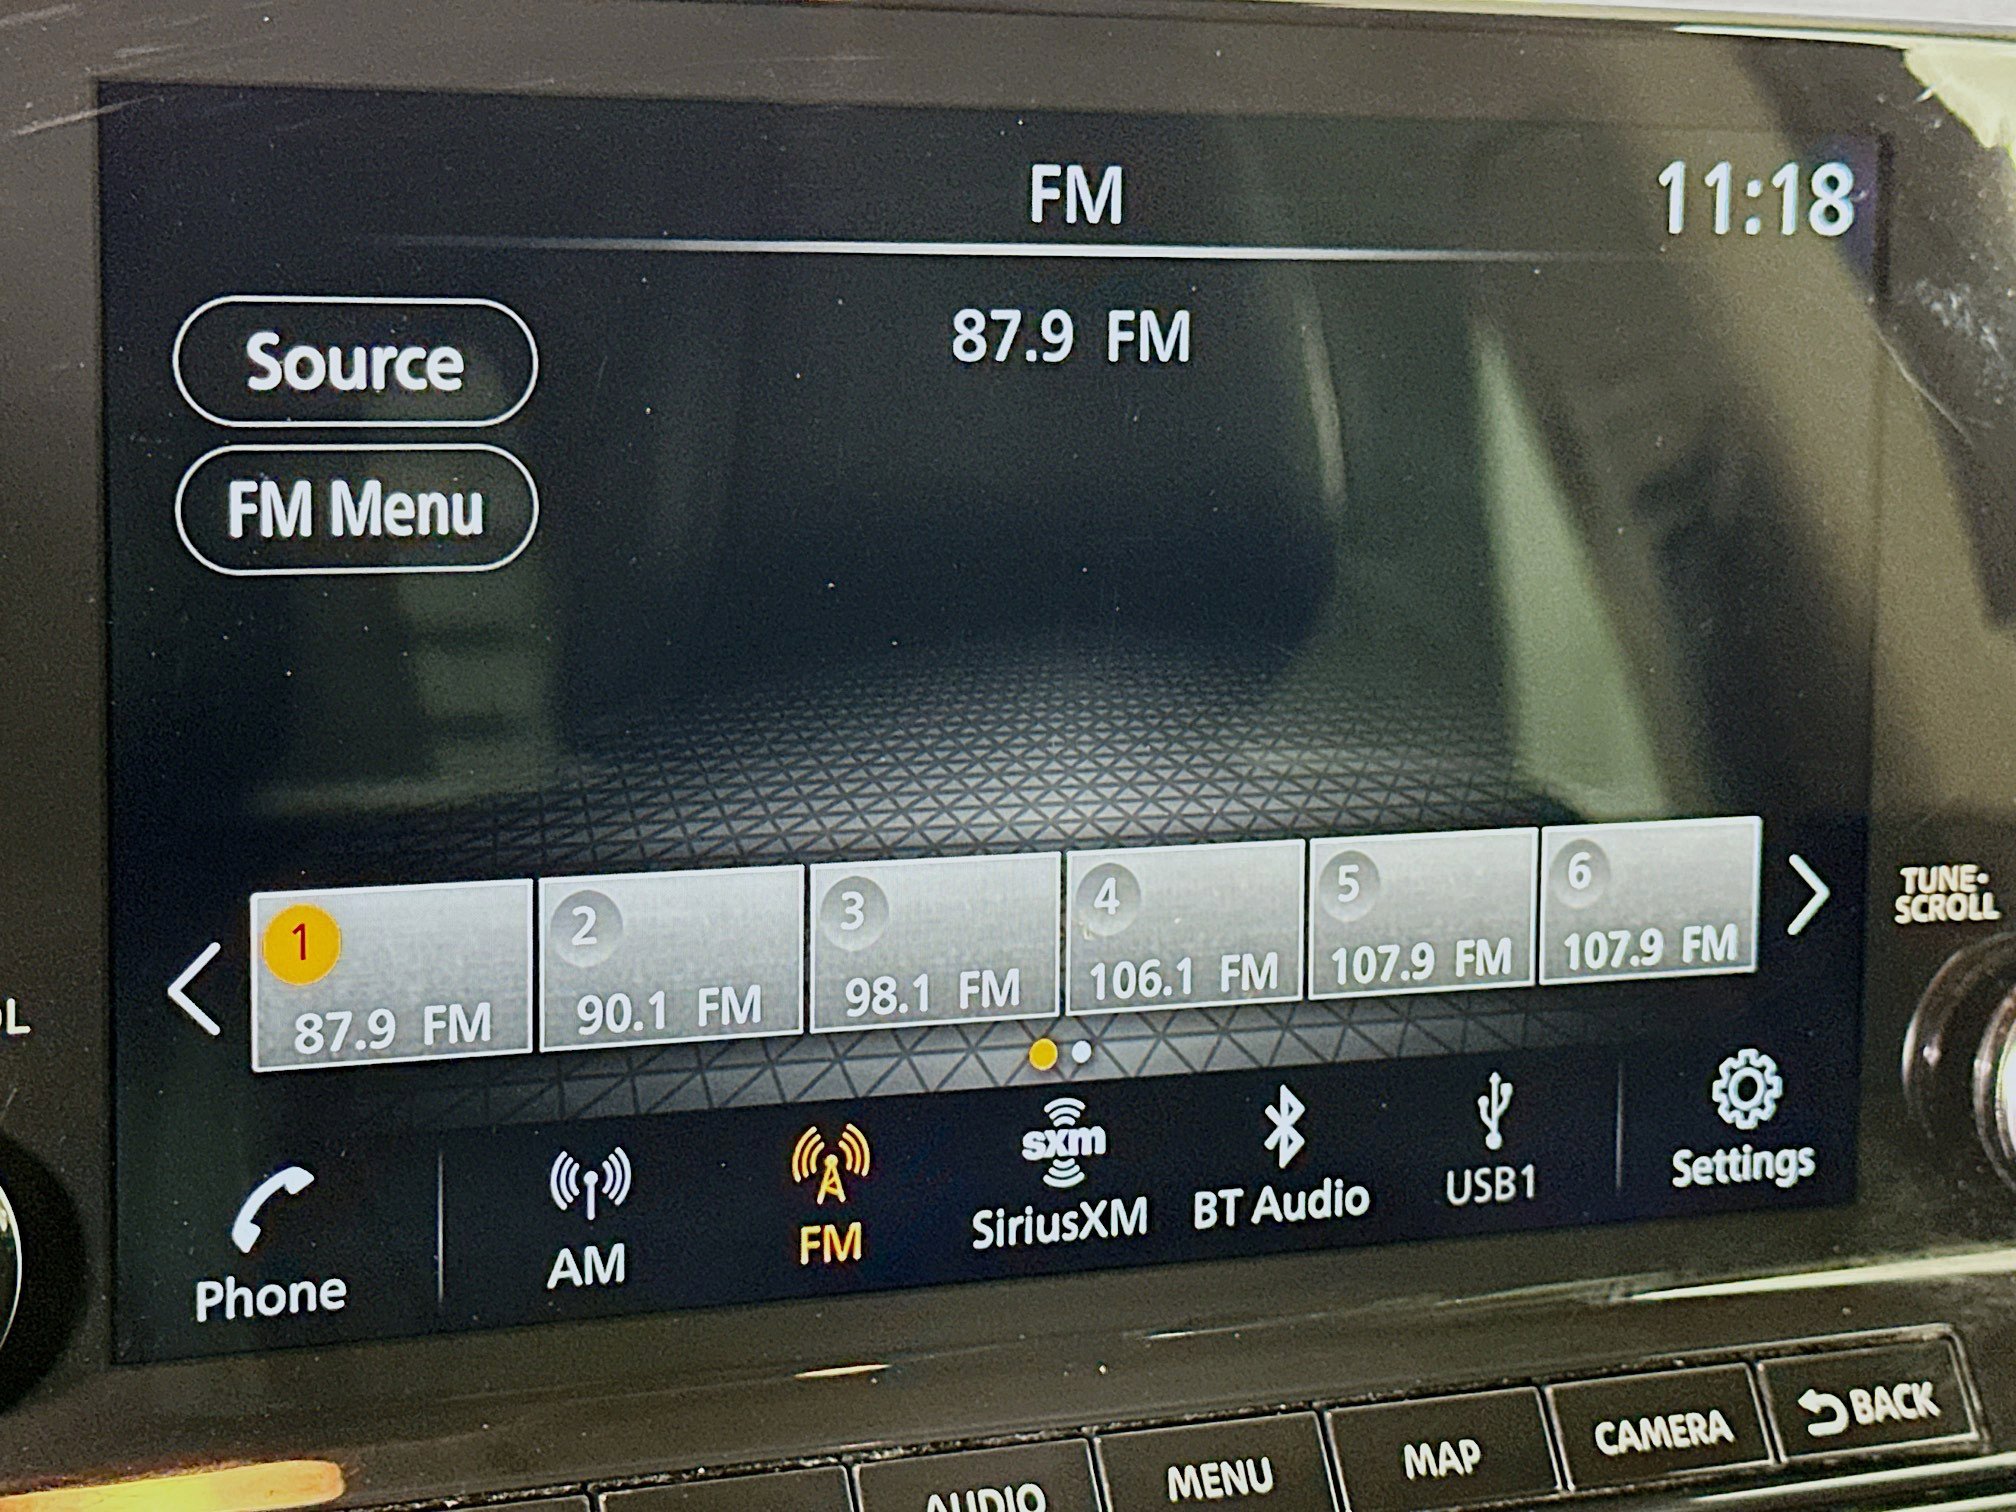 FM
11:18
Source
87.9 FM
FM Menu
1 2 3 4 5 6
87.9 FM 90.1 FM 98.1 FM 106.1 FM 107.9 FM 107.9 FM
TUNE-
SCROLL
sxm
Phone AM FM SiriusXM BT Audio USB1 Settings
AUDIO MENU MAP CAMERA BACK